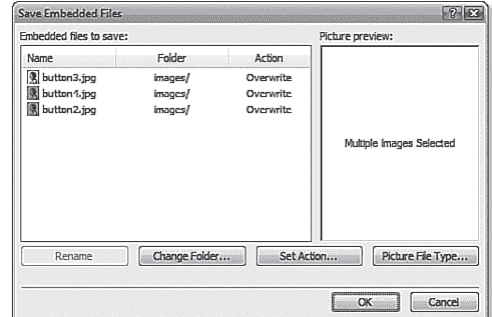 Save Embedded Files
Embedded files to save: Picture preview:
Name Folder Action
button3.jpg images/ Overwrite
button1.jpg images/ Overwrite
button2.jpg images/ Overwrite
Multiple Images Selected
Rename Change Folder... Set Action... Picture File Type...
OK Cancel